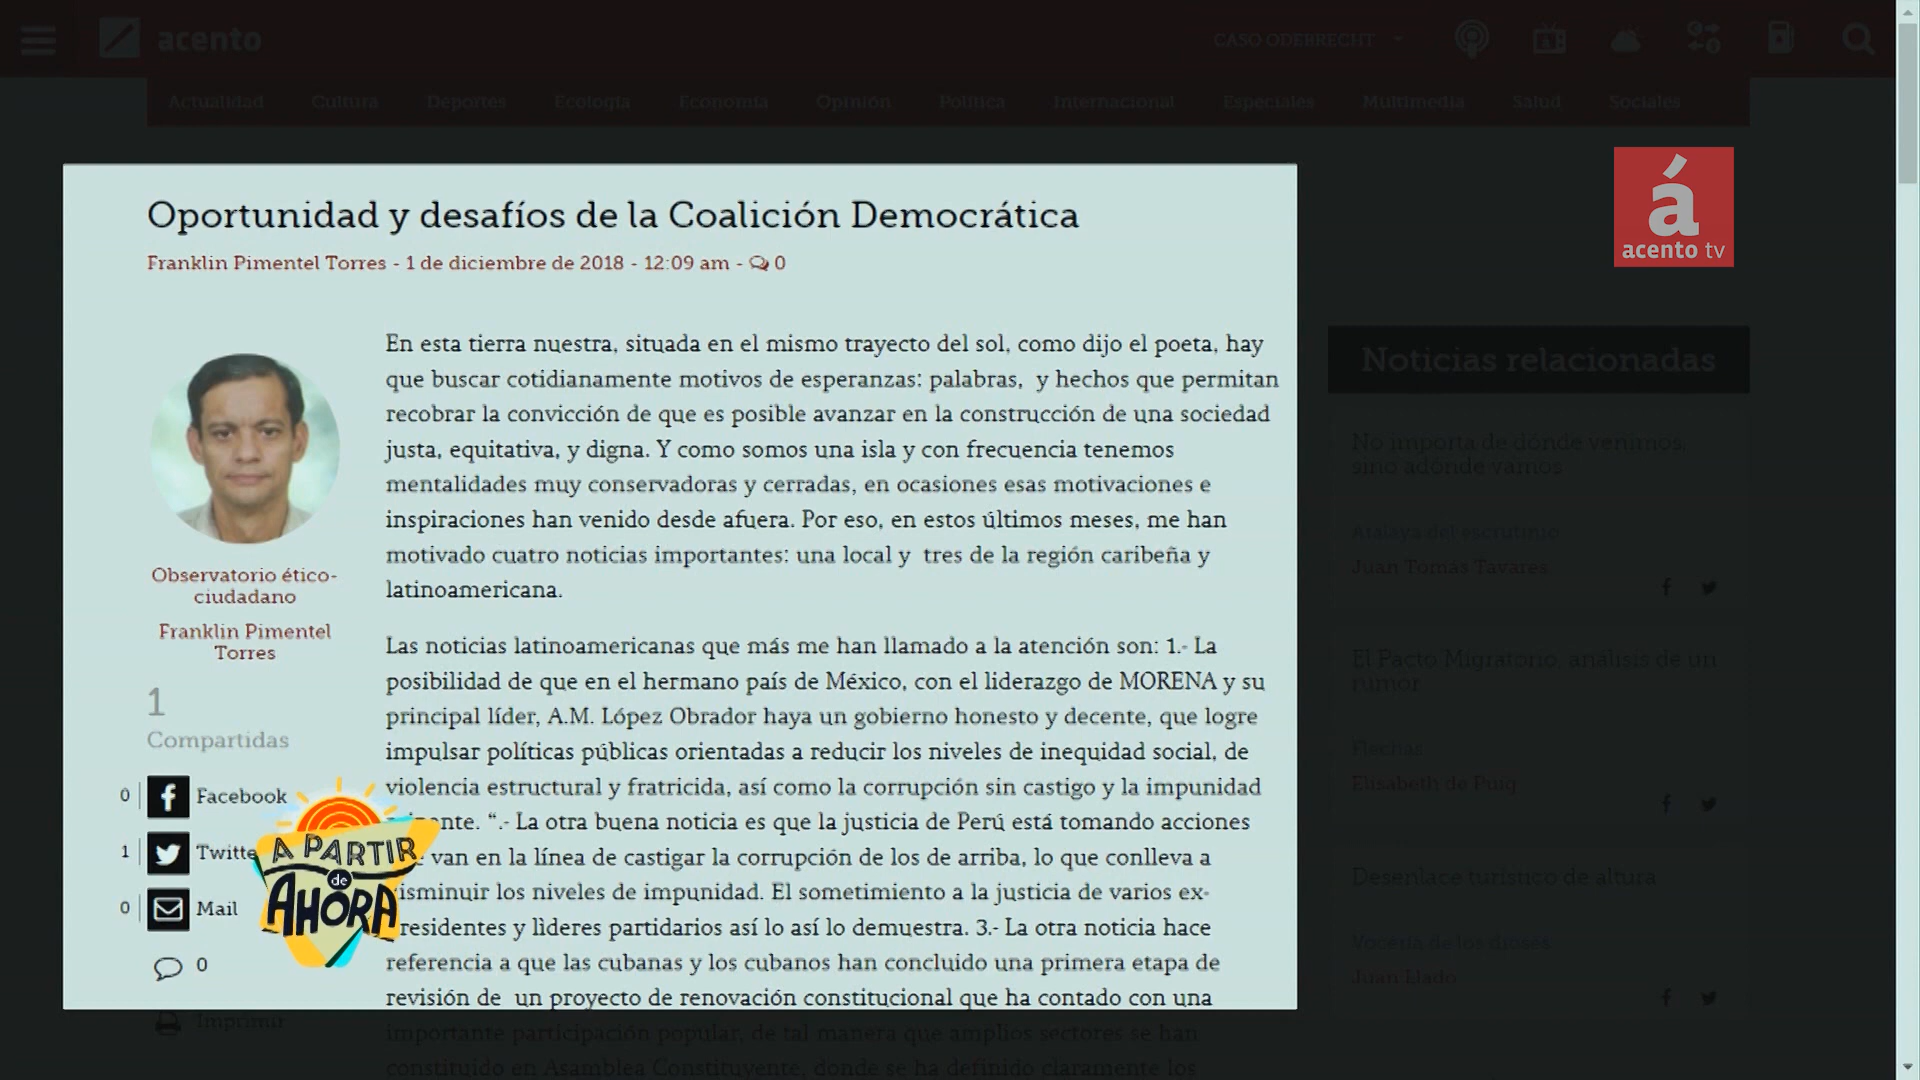 acento
CASO ODEBRECHT
Actualidad Cultura Deportes Ecología Economía Opinión Política Internacional Especiales Multimedia Salud Sociales
á
acento tv
Oportunidad y desafíos de la Coalición Democrática
Franklin Pimentel Torres - 1 de diciembre de 2018 - 12:09 am - 0
En esta tierra nuestra, situada en el mismo trayecto del sol, como dijo el poeta, hay
que buscar cotidianamente motivos de esperanzas: palabras, y hechos que permitan
recobrar la convicción de que es posible avanzar en la construcción de una sociedad
justa, equitativa, y digna. Y como somos una isla y con frecuencia tenemos
mentalidades muy conservadoras y cerradas, en ocasiones esas motivaciones e
inspiraciones han venido desde afuera. Por eso, en estos últimos meses, me han
motivado cuatro noticias importantes: una local y tres de la región caribeña y
latinoamericana.
Las noticias latinoamericanas que más me han llamado a la atención son: 1.- La
posibilidad de que en el hermano país de México, con el liderazgo de MORENA y su
principal líder, A.M. López Obrador haya un gobierno honesto y decente, que logre
impulsar políticas públicas orientadas a reducir los niveles de inequidad social, de
violencia estructural y fratricida, así como la corrupción sin castigo y la impunidad
“.- La otra buena noticia es que la justicia de Perú está tomando acciones
van en la línea de castigar la corrupción de los de arriba, lo que conlleva a
isminuir los niveles de impunidad. El sometimiento a la justicia de varios ex-
residentes y lìderes partidarios así lo así lo demuestra. 3.- La otra noticia hace
referencia a que las cubanas y los cubanos han concluido una primera etapa de
revisión de un proyecto de renovación constitucional que ha contado con una
importante participación popular, de tal manera que amplios sectores se han
constituido en Asamblea Constituyente, donde se ha definido claramente los
Observatorio ético-
ciudadano
Franklin Pimentel
Torres
1
Compartidas
0 Facebook
1 Twitte
0 Mail
0
Imprimir
A PARTIR
de
AHORA
Noticias relacionadas
No importa de dónde venimos,
sino adónde vamos
Atalaya del escrutinio
Juan Tomás Tavares
El Pacto Migratorio, análisis de un
rumor
Flechas
Elisabeth de Puig
Desenlace turístico de altura
Vocería de los dioses
Juan Llado